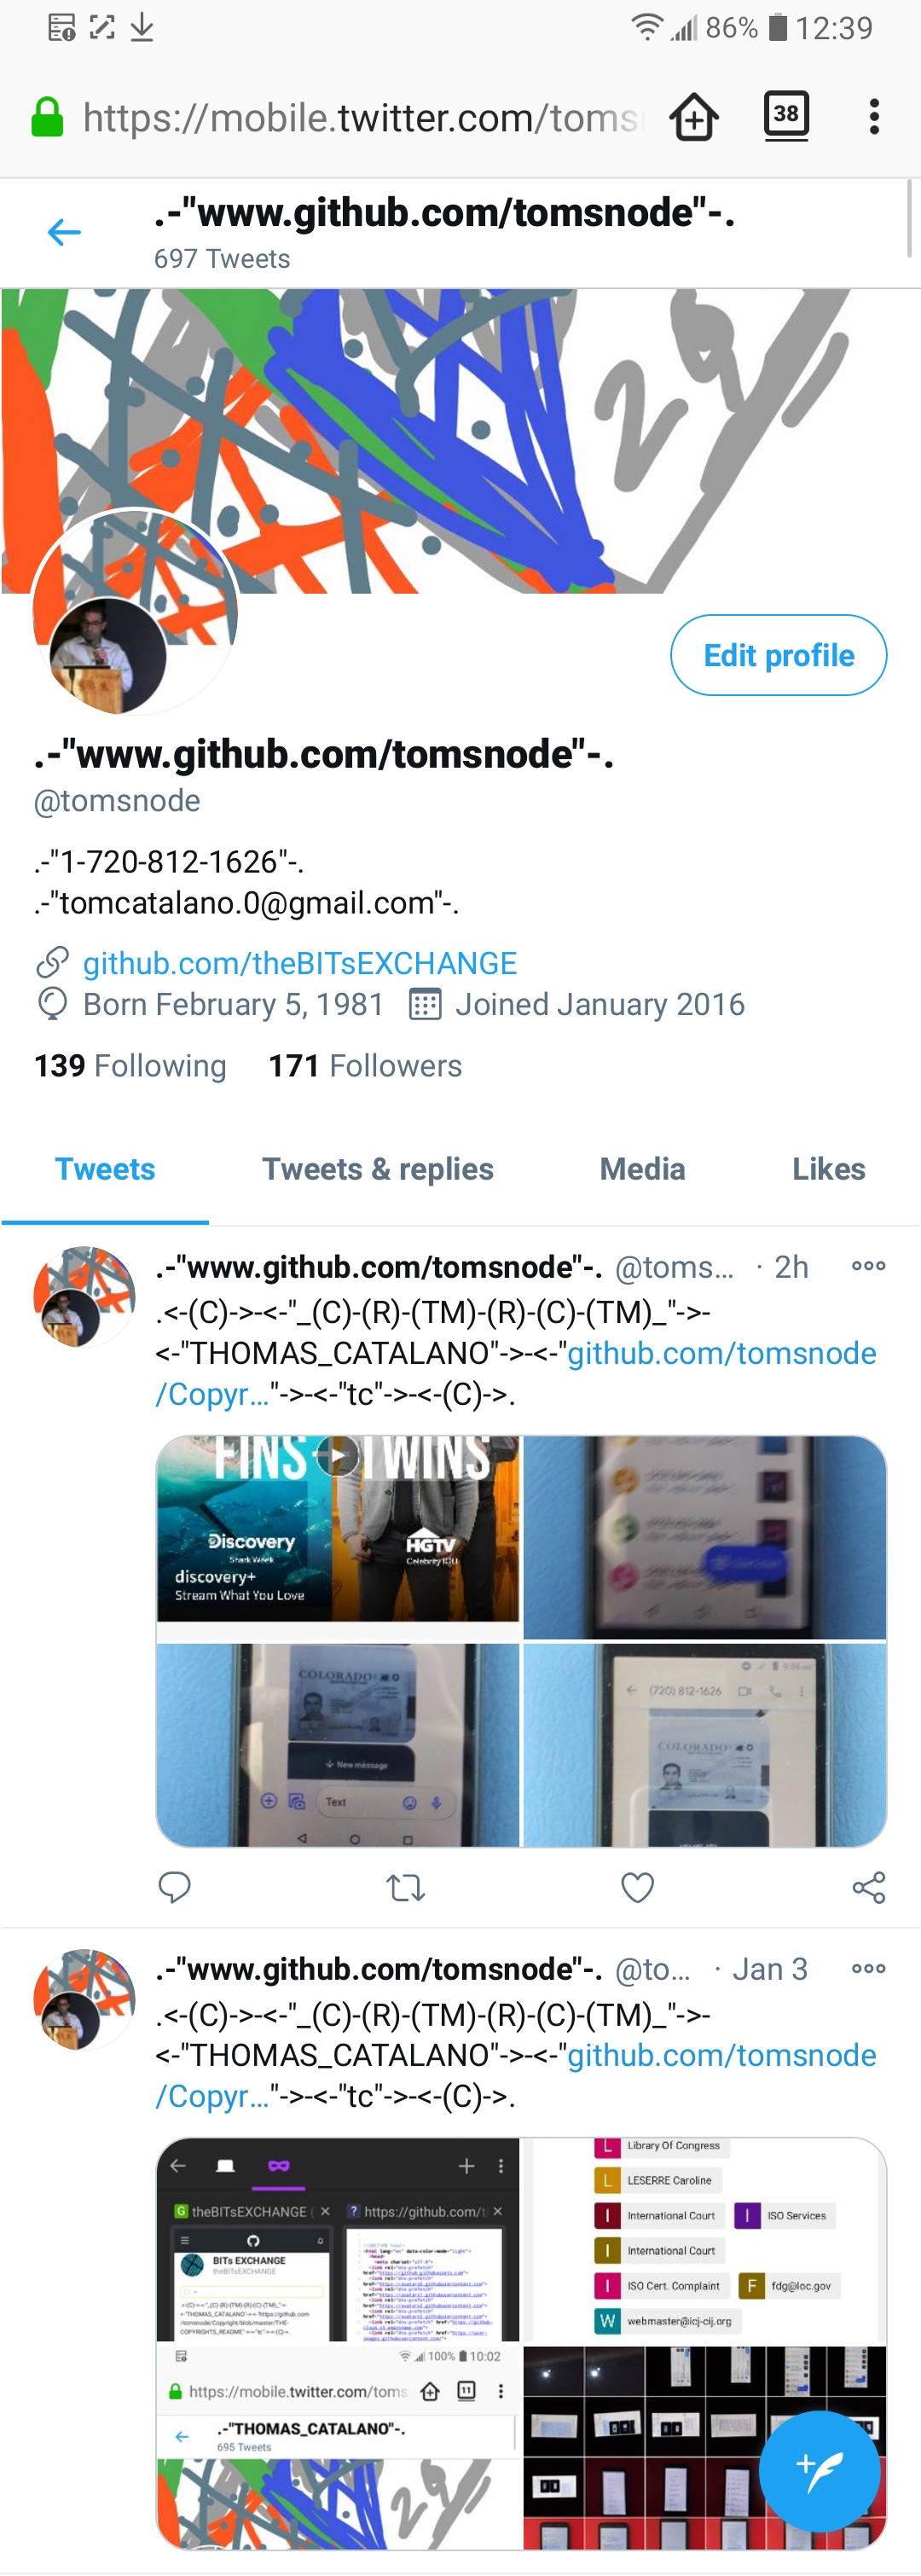 86% 12:39
https://mobile.twitter.com/toms
38
.-"www.github.com/tomsnode"-.
697 Tweets
29
Edit profile
.-"www.github.com/tomsnode"-.
@tomsnode
.-"1-720-812-1626"-.
.-"tomcatalano.0@gmail.com"-.
github.com/theBITsEXCHANGE
Born February 5, 1981 Joined January 2016
139 Following 171 Followers
Tweets Tweets & replies Media Likes
.-"www.github.com/tomsnode"-. @toms... · 2h
.<-(C)->-<-"_(C)-(R)-(TM)-(R)-(C)-(TM)_"->-
<-"THOMAS_CATALANO"->-<-"github.com/tomsnode
/Copyr…"->-<-"tc"->-<-(C)->.
FINS TWINS
Discovery
Shark Week
HGTV
Celebrity IOU
discovery+
Stream What You Love
COLORADO
New message
Text
9:56 AM
(720) 812-1626
COLORADO
.-"www.github.com/tomsnode"-. @to... · Jan 3
.<-(C)->-<-"_(C)-(R)-(TM)-(R)-(C)-(TM)_"->-
<-"THOMAS_CATALANO"->-<-"github.com/tomsnode
/Copyr…"->-<-"tc"->-<-(C)->.
G theBITsEXCHANGE (
? https://github.com/t
BITs EXCHANGE
theBITsEXCHANGE
L Library Of Congress
L LESERRE Caroline
I International Court
I ISO Services
I International Court
I ISO Cert. Complaint
F fdg@loc.gov
W webmaster@icj-cij.org
100% 10:02
https://mobile.twitter.com/toms
11
.-"THOMAS_CATALANO"-.
695 Tweets
29